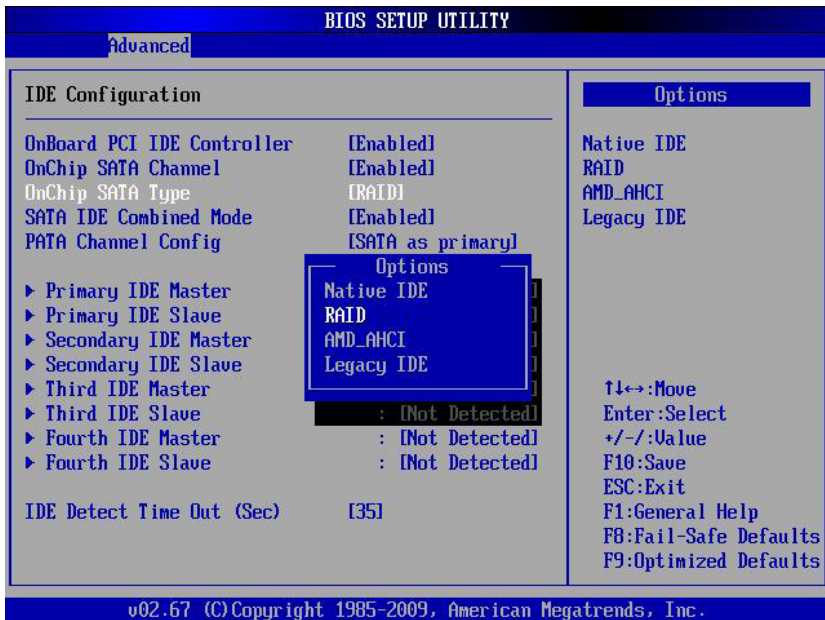 BIOS SETUP UTILITY
Advanced
IDE Configuration
OnBoard PCI IDE Controller [Enabled]
OnChip SATA Channel [Enabled]
OnChip SATA Type [RAID]
SATA IDE Combined Mode [Enabled]
PATA Channel Config [SATA as primary]
▶ Primary IDE Master ]
▶ Primary IDE Slave ]
▶ Secondary IDE Master ]
▶ Secondary IDE Slave ]
▶ Third IDE Master ]
▶ Third IDE Slave : [Not Detected]
▶ Fourth IDE Master : [Not Detected]
▶ Fourth IDE Slave : [Not Detected]
IDE Detect Time Out (Sec) [35]
Options
Native IDE
RAID
AMD_AHCI
Legacy IDE
Options
Native IDE
RAID
AMD_AHCI
Legacy IDE
↑↓←→:Move
Enter:Select
+/-/:Value
F10:Save
ESC:Exit
F1:General Help
F8:Fail-Safe Defaults
F9:Optimized Defaults
v02.67 (C)Copyright 1985-2009, American Megatrends, Inc.